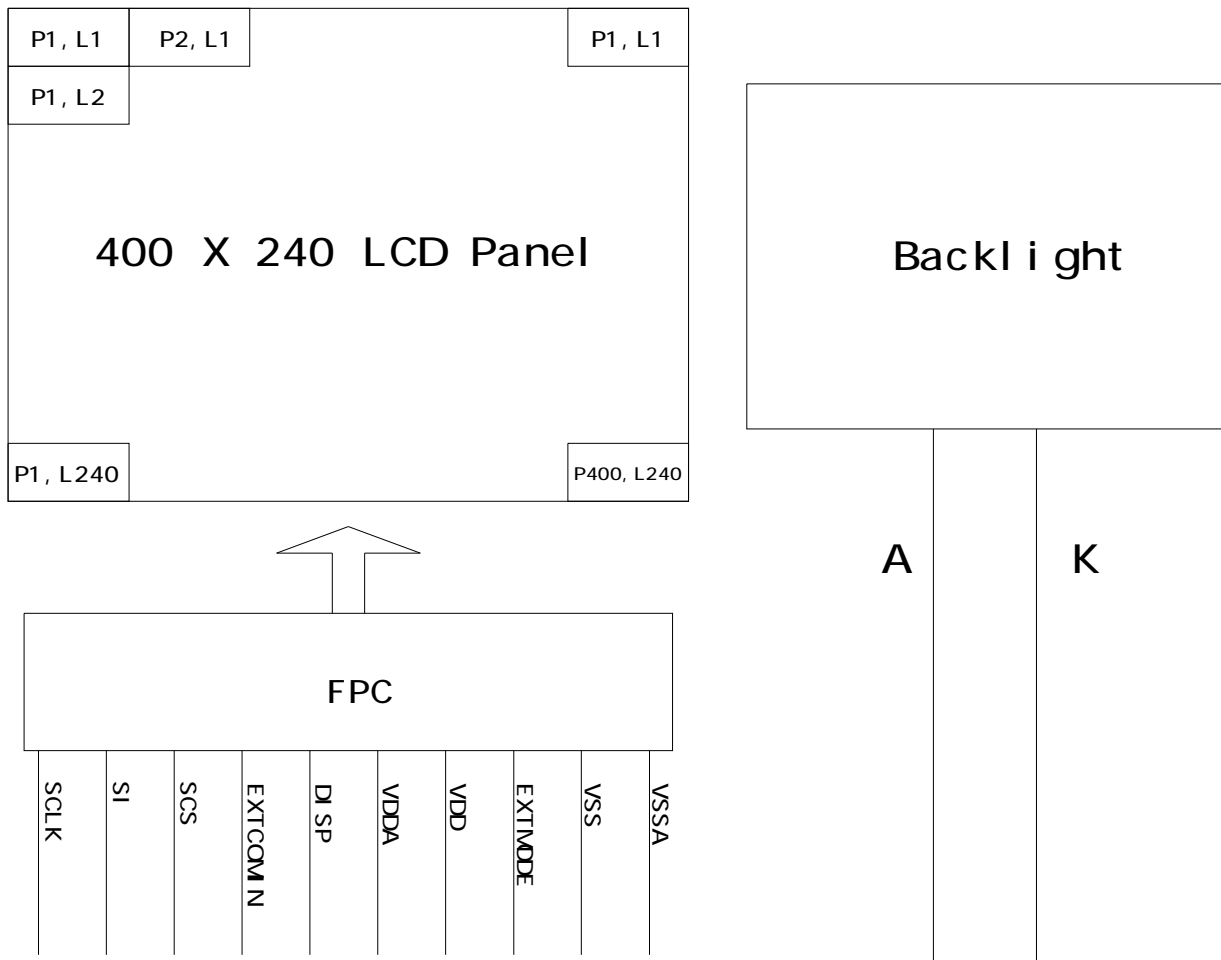 P1, L1
P2, L1
P1, L1
P1, L2
400 X 240 LCD Panel
Backlight
P1, L240
P400, L240
A
K
FPC
SCLK
SI
SCS
EXTCOMIN
DISP
VDDA
VDD
EXTMODE
VSS
VSSA